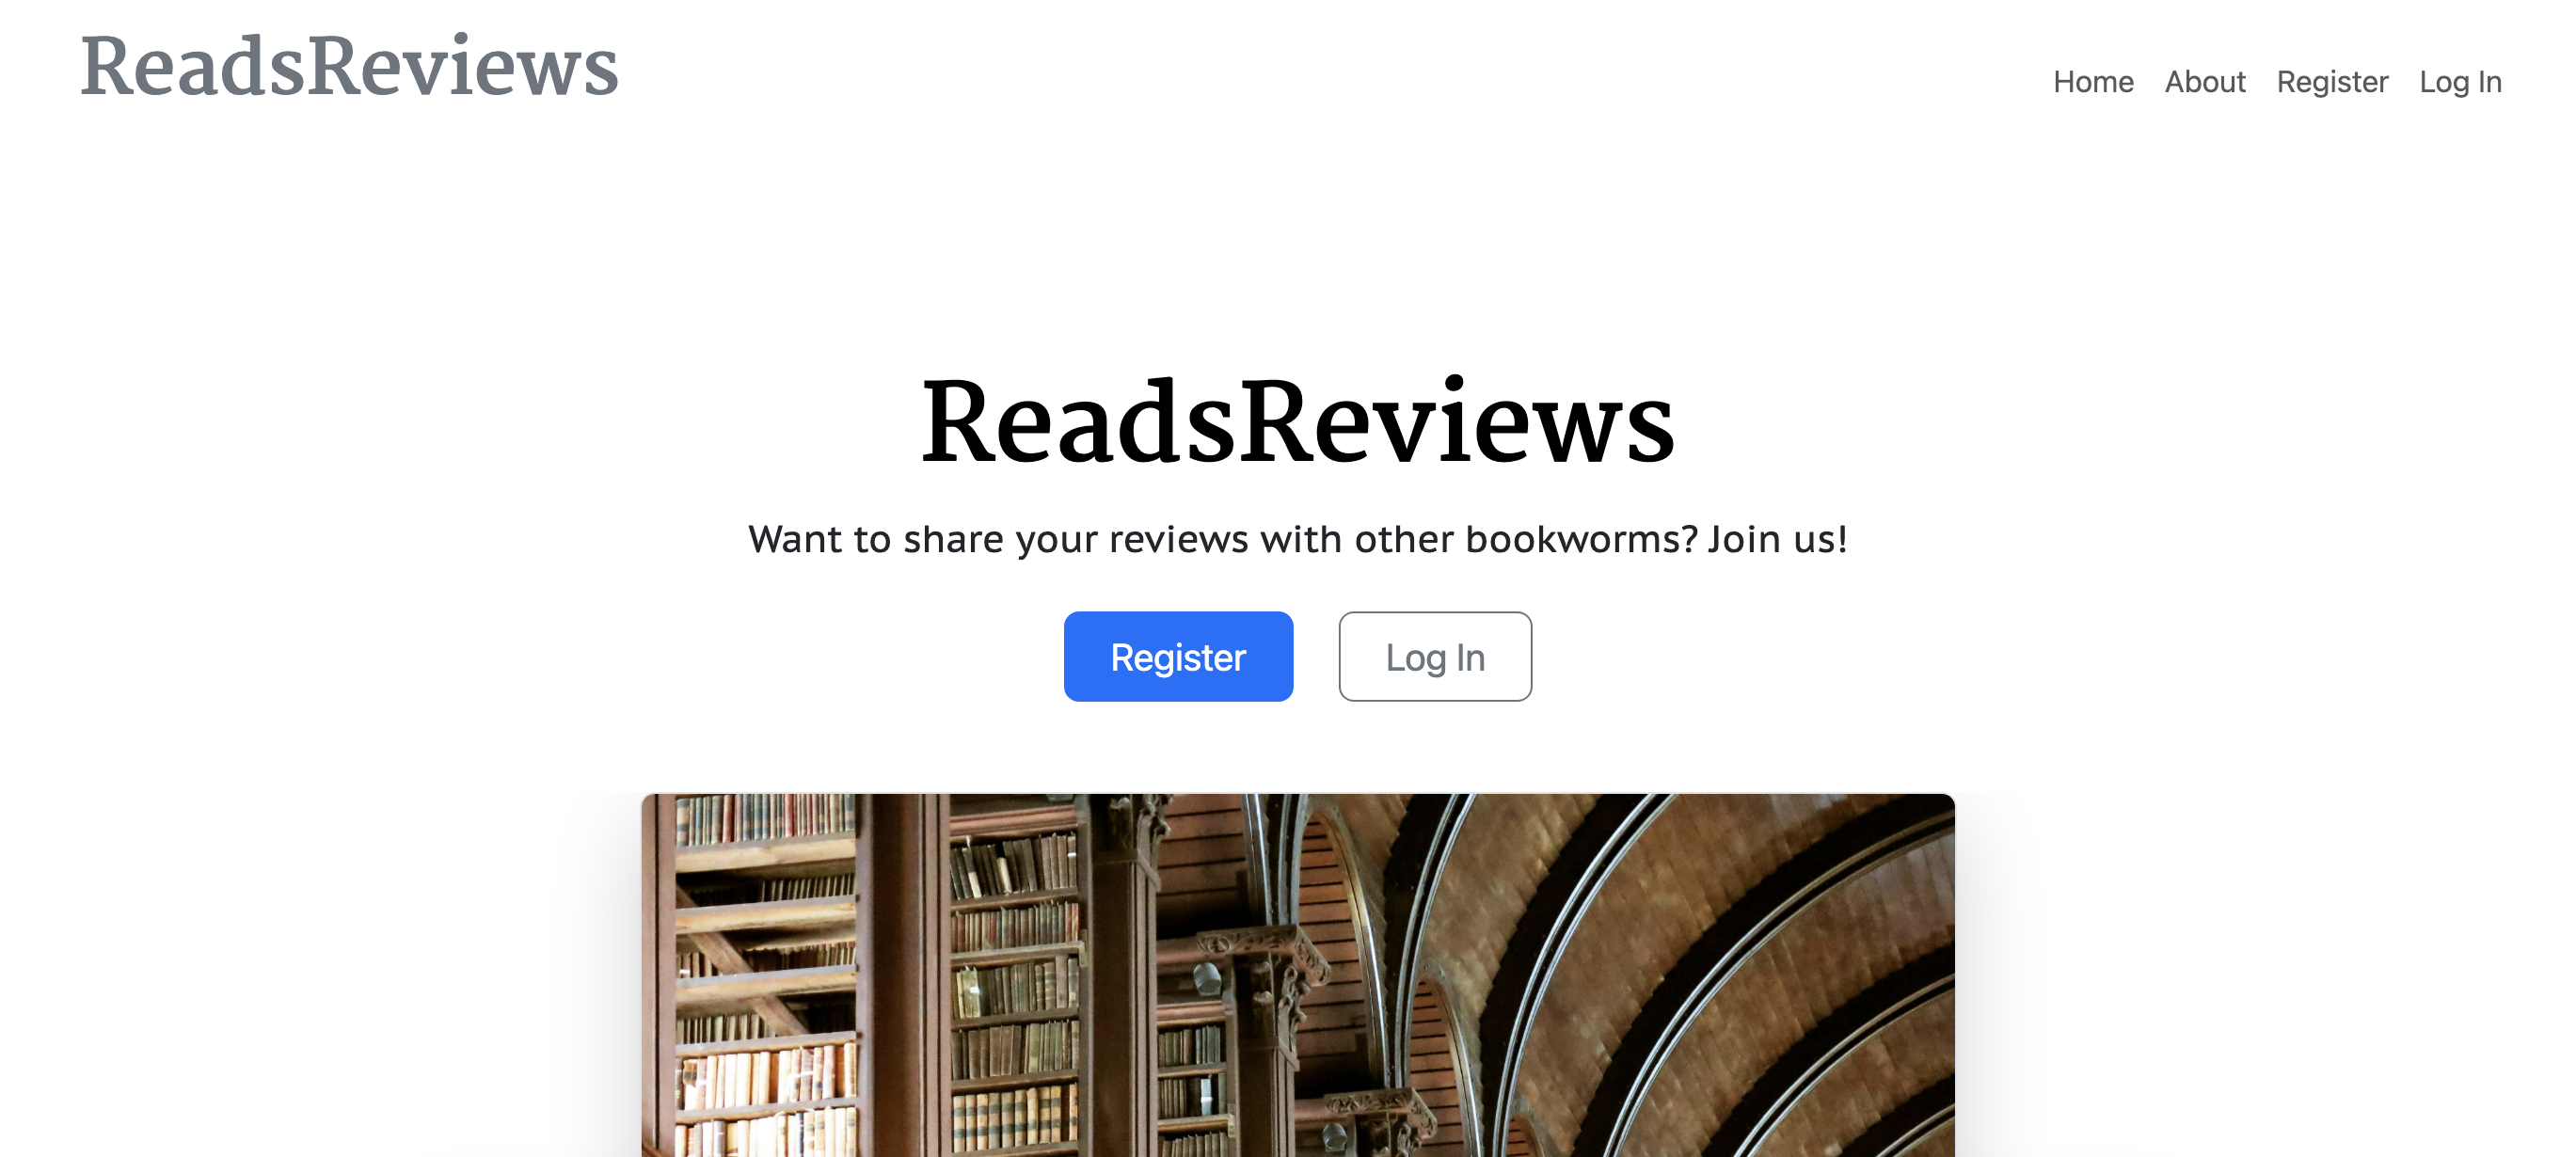 ReadsReviews
Home About Register Log In
ReadsReviews
Want to share your reviews with other bookworms? Join us!
Register Log In